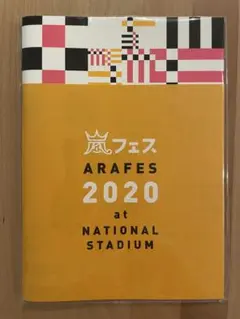 嵐フェス
ARAFES
2020
at
NATIONAL
STADIUM